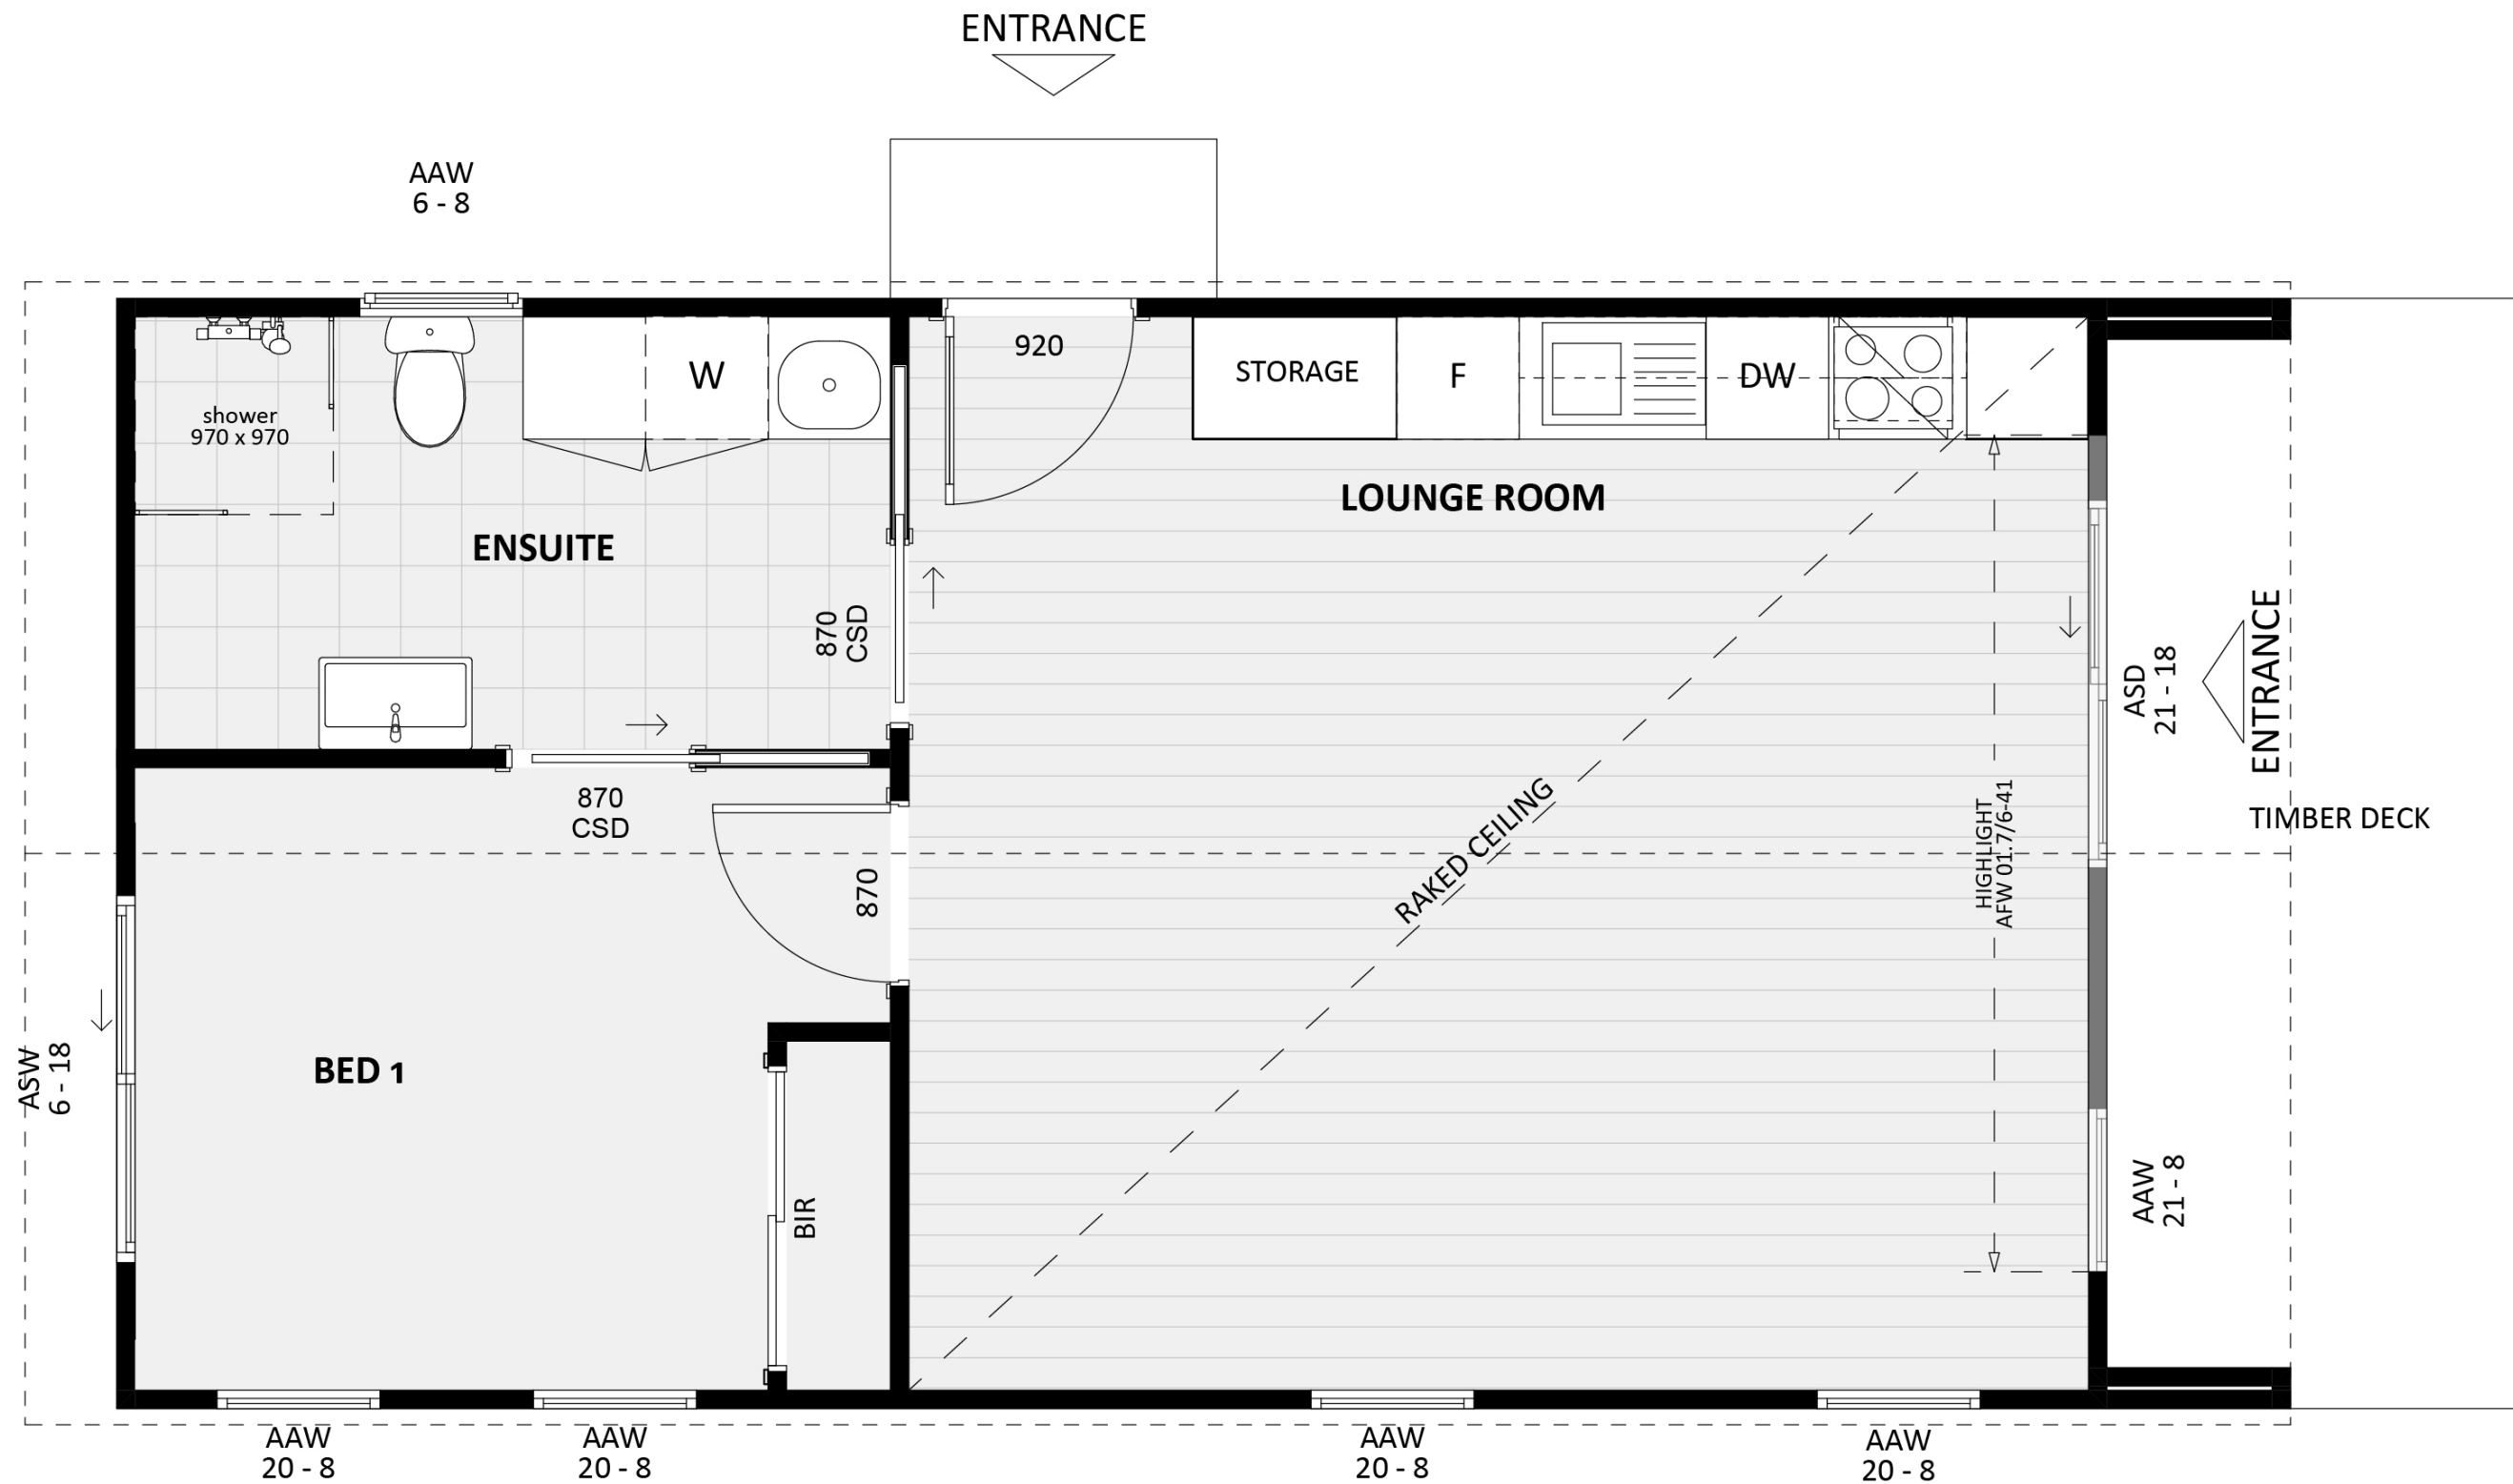 ENTRANCE
AAW
6 - 8
920
STORAGE
F
DW
W
shower
970 x 970
LOUNGE ROOM
ENSUITE
870
CSD
870
CSD
870
RAKED CEILING
HIGHLIGHT
AFW 01.7/6-41
ASD
21 - 18
ENTRANCE
TIMBER DECK
ASW
6 - 18
BED 1
BIR
AAW
21 - 8
AAW
20 - 8
AAW
20 - 8
AAW
20 - 8
AAW
20 - 8